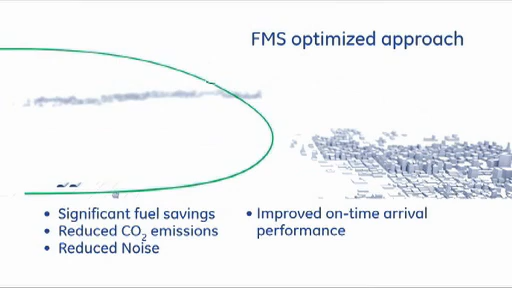 FMS optimized approach
• Significant fuel savings
• Reduced CO₂ emissions
• Reduced Noise
• Improved on-time arrival
performance